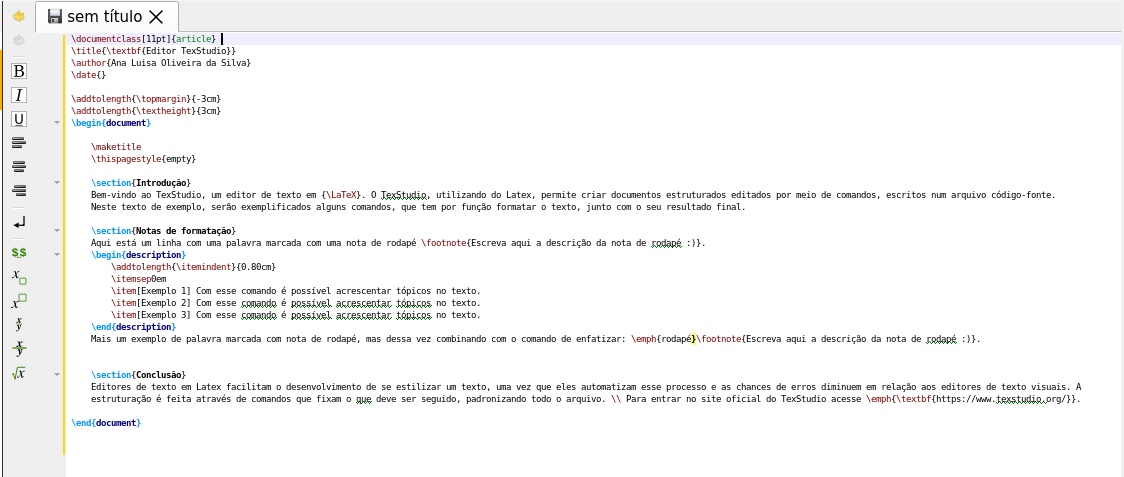 sem título
\documentclass[11pt]{article}
\title{\textbf{Editor TexStudio}}
\author{Ana Luisa Oliveira da Silva}
\date{}
\addtolength{\topmargin}{-3cm}
\addtolength{\textheight}{3cm}
\begin{document}
\maketitle
\thispagestyle{empty}
\section{Introdução}
Bem-vindo ao TexStudio, um editor de texto em {\LaTeX}. O TexStudio, utilizando do Latex, permite criar documentos estruturados editados por meio de comandos, escritos num arquivo código-fonte.
Neste texto de exemplo, serão exemplificados alguns comandos, que tem por função formatar o texto, junto com o seu resultado final.
\section{Notas de formatação}
Aqui está um linha com uma palavra marcada com uma nota de rodapé \footnote{Escreva aqui a descrição da nota de rodapé :)}.
\begin{description}
\addtolength{\itemindent}{0.80cm}
\itemsep0em
\item[Exemplo 1] Com esse comando é possível acrescentar tópicos no texto.
\item[Exemplo 2] Com esse comando é possível acrescentar tópicos no texto.
\item[Exemplo 3] Com esse comando é possível acrescentar tópicos no texto.
\end{description}
Mais um exemplo de palavra marcada com nota de rodapé, mas dessa vez combinando com o comando de enfatizar: \emph{rodapé}\footnote{Escreva aqui a descrição da nota de rodapé :)}.
\section{Conclusão}
Editores de texto em Latex facilitam o desenvolvimento de se estilizar um texto, uma vez que eles automatizam esse processo e as chances de erros diminuem em relação aos editores de texto visuais. A
estruturação é feita através de comandos que fixam o que deve ser seguido, padronizando todo o arquivo. \\ Para entrar no site oficial do TexStudio acesse \emph{\textbf{https://www.texstudio.org/}}.
\end{document}
B
I
U
$$
x
x
x/y
x/y
√x